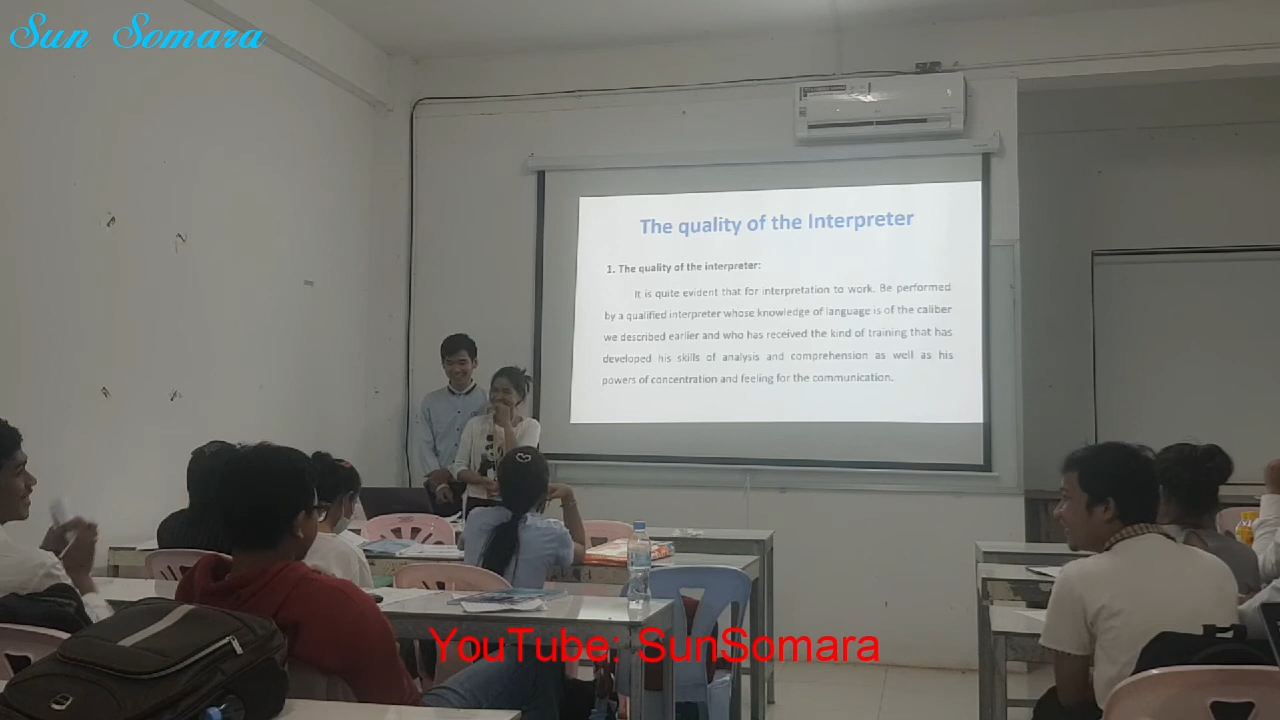 Sun Somara
The quality of the Interpreter
1. The quality of the interpreter:
It is quite evident that for interpretation to work. Be performed
by a qualified interpreter whose knowledge of language is of the caliber
we described earlier and who has received the kind of training that has
developed his skills of analysis and comprehension as well as his
powers of concentration and feeling for the communication.
YouTube: SunSomara